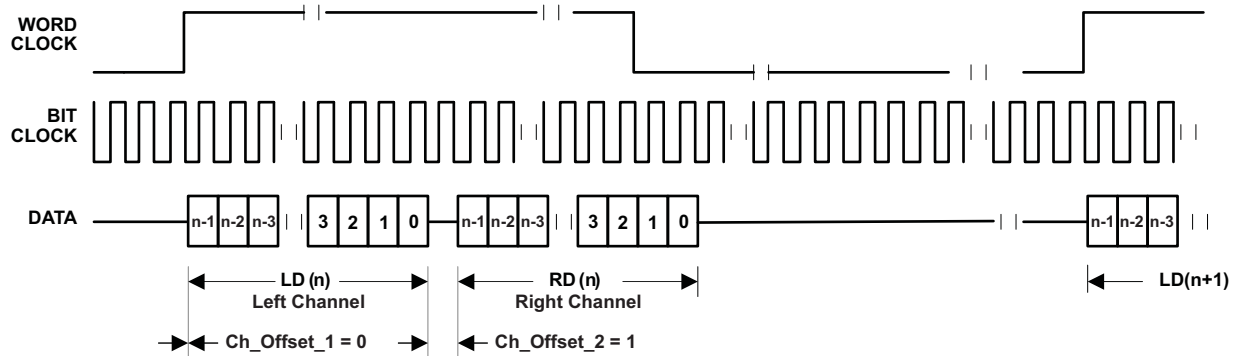 WORD
CLOCK
BIT
CLOCK
DATA
n-1 n-2 n-3 3 2 1 0 n-1 n-2 n-3 3 2 1 0 n-1 n-2 n-3
LD (n) RD (n) LD(n+1)
Left Channel Right Channel
Ch_Offset_1 = 0 Ch_Offset_2 = 1